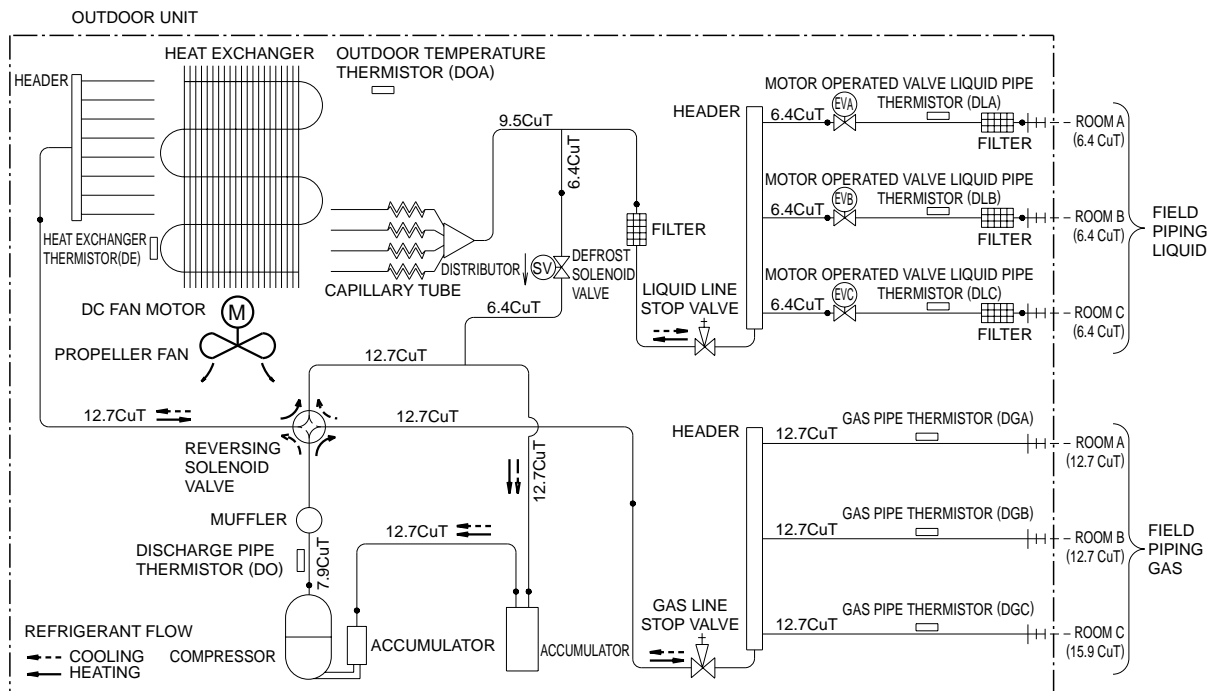 OUTDOOR UNIT
HEAT EXCHANGER
HEADER
OUTDOOR TEMPERATURE
THERMISTOR (DOA)
HEAT EXCHANGER
THERMISTOR(DE)
CAPILLARY TUBE
DISTRIBUTOR
9.5CuT
6.4CuT
SV
DEFROST
SOLENOID
VALVE
6.4CuT
FILTER
LIQUID LINE
STOP VALVE
HEADER
MOTOR OPERATED VALVE LIQUID PIPE
THERMISTOR (DLA)
EVA
6.4CuT
FILTER
ROOM A
(6.4 CuT)
MOTOR OPERATED VALVE LIQUID PIPE
THERMISTOR (DLB)
EVB
6.4CuT
FILTER
ROOM B
(6.4 CuT)
MOTOR OPERATED VALVE LIQUID PIPE
THERMISTOR (DLC)
EVC
6.4CuT
FILTER
ROOM C
(6.4 CuT)
FIELD
PIPING
LIQUID
DC FAN MOTOR
M
PROPELLER FAN
12.7CuT
12.7CuT
12.7CuT
12.7CuT
REVERSING
SOLENOID
VALVE
MUFFLER
DISCHARGE PIPE
THERMISTOR (DO)
7.9CuT
12.7CuT
COMPRESSOR
ACCUMULATOR
ACCUMULATOR
GAS LINE
STOP VALVE
HEADER
GAS PIPE THERMISTOR (DGA)
12.7CuT
ROOM A
(12.7 CuT)
GAS PIPE THERMISTOR (DGB)
12.7CuT
ROOM B
(12.7 CuT)
GAS PIPE THERMISTOR (DGC)
12.7CuT
ROOM C
(15.9 CuT)
FIELD
PIPING
GAS
REFRIGERANT FLOW
COOLING
HEATING